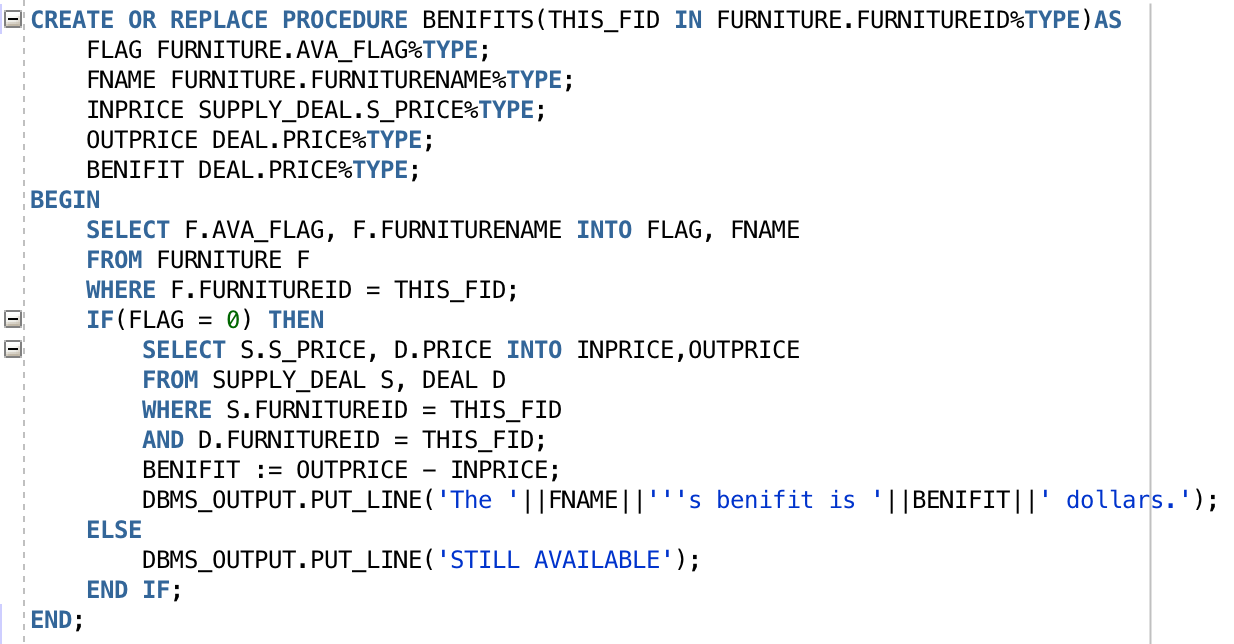 CREATE OR REPLACE PROCEDURE BENIFITS(THIS_FID IN FURNITURE.FURNITUREID%TYPE)AS
    FLAG FURNITURE.AVA_FLAG%TYPE;
    FNAME FURNITURE.FURNITURENAME%TYPE;
    INPRICE SUPPLY_DEAL.S_PRICE%TYPE;
    OUTPRICE DEAL.PRICE%TYPE;
    BENIFIT DEAL.PRICE%TYPE;
BEGIN
    SELECT F.AVA_FLAG, F.FURNITURENAME INTO FLAG, FNAME
    FROM FURNITURE F
    WHERE F.FURNITUREID = THIS_FID;
    IF(FLAG = 0) THEN
        SELECT S.S_PRICE, D.PRICE INTO INPRICE,OUTPRICE
        FROM SUPPLY_DEAL S, DEAL D
        WHERE S.FURNITUREID = THIS_FID
        AND D.FURNITUREID = THIS_FID;
        BENIFIT := OUTPRICE - INPRICE;
        DBMS_OUTPUT.PUT_LINE('The '||FNAME||'''s benifit is '||BENIFIT||' dollars.');
    ELSE
        DBMS_OUTPUT.PUT_LINE('STILL AVAILABLE');
    END IF;
END;